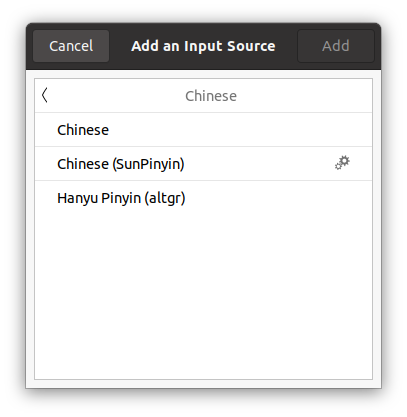 Cancel Add an Input Source Add
Chinese
Chinese
Chinese (SunPinyin)
Hanyu Pinyin (altgr)